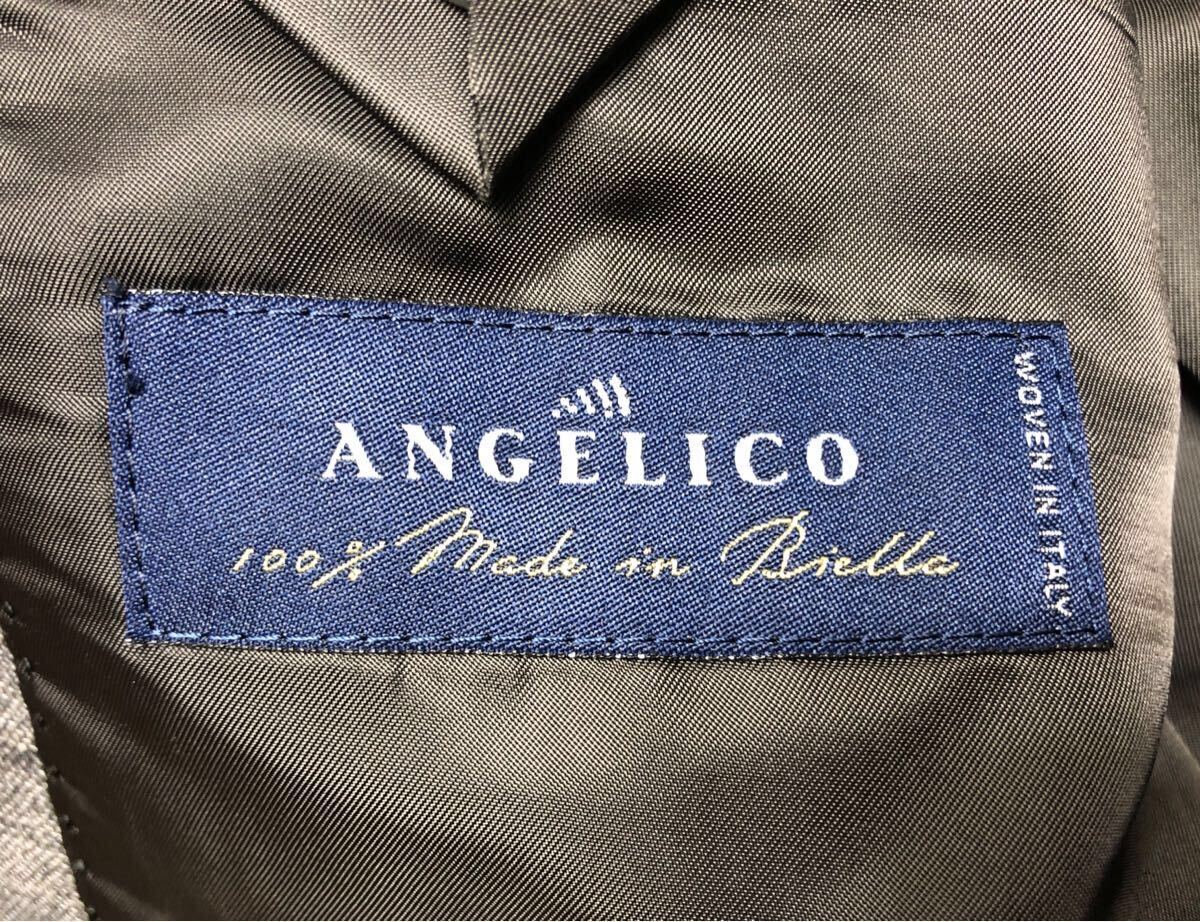 ANGELICO
100% Made in Biella
WOVEN IN ITALY